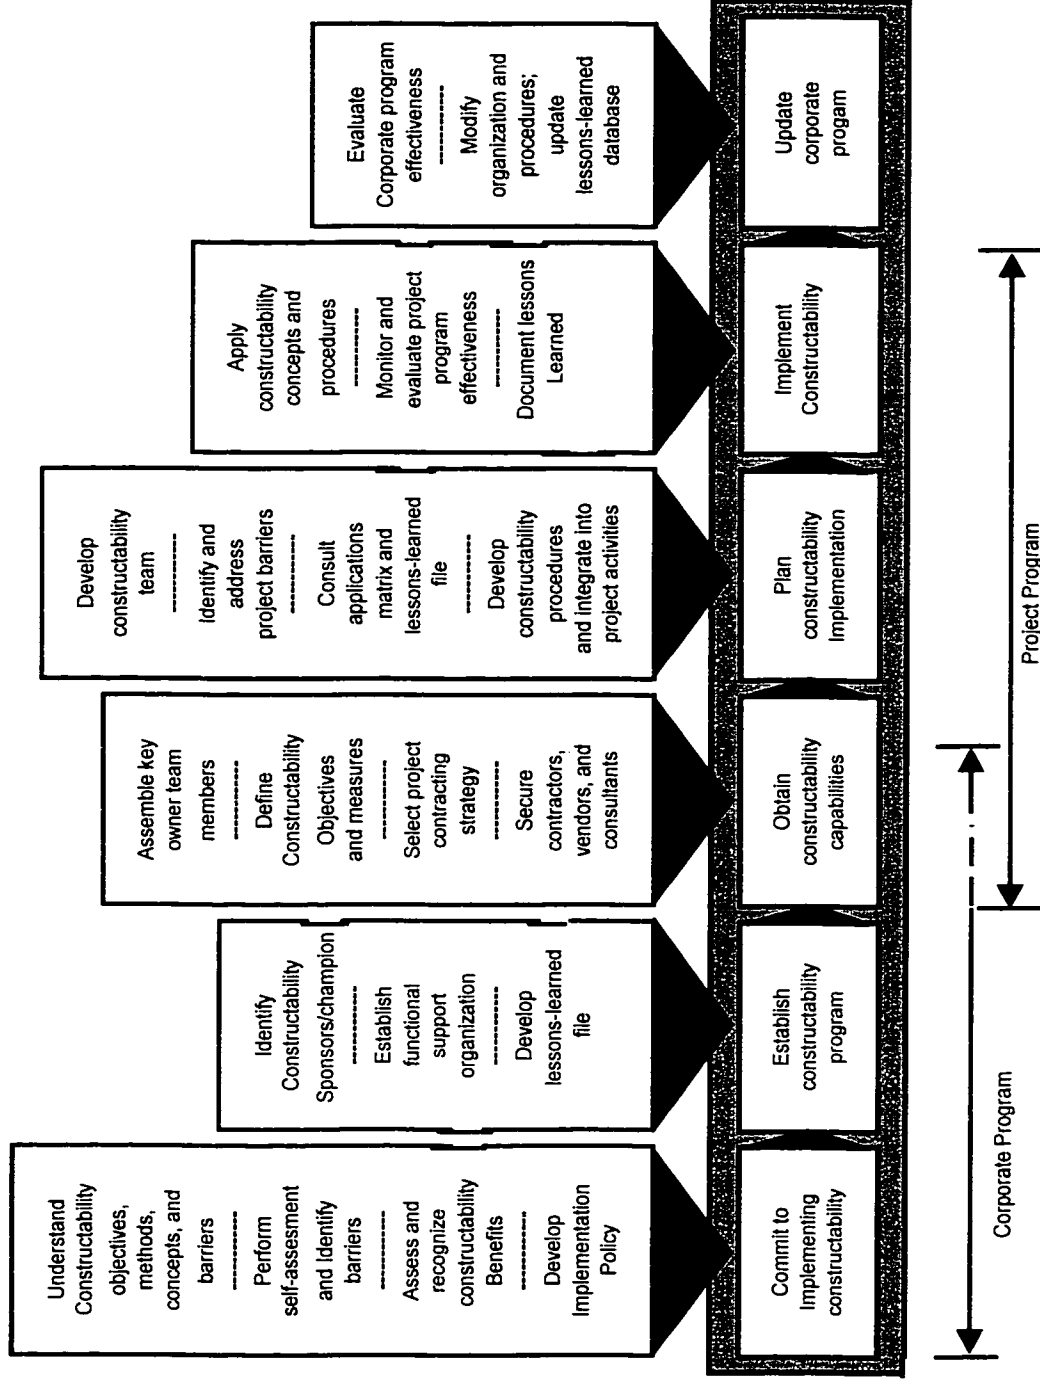 Understand
Constructability
objectives,
methods,
concepts, and
barriers
Perform
self-assessment
and Identify
barriers
Assess and
recognize
constructability
Benefits
Develop
Implementation
Policy
Commit to
Implementing
constructability
Identify
Constructability
Sponsors/champion
Establish
functional
support
organization
Develop
lessons-learned
file
Establish
constructability
program
Assemble key
owner team
members
Define
Constructability
Objectives
and measures
Select project
contracting
strategy
Secure
contractors,
vendors, and
consultants
Obtain
constructability
capabilities
Develop
constructability
team
Identify and
address
project barriers
Consult
applications
matrix and
lessons-learned
file
Develop
constructability
procedures
and integrate into
project activities
Plan
constructability
Implementation
Apply
constructability
concepts and
procedures
Monitor and
evaluate project
program
effectiveness
Document lessons
Learned
Implement
Constructability
Evaluate
Corporate program
effectiveness
Modify
organization and
procedures;
update
lessons-learned
database
Update
corporate
progam
Corporate Program
Project Program